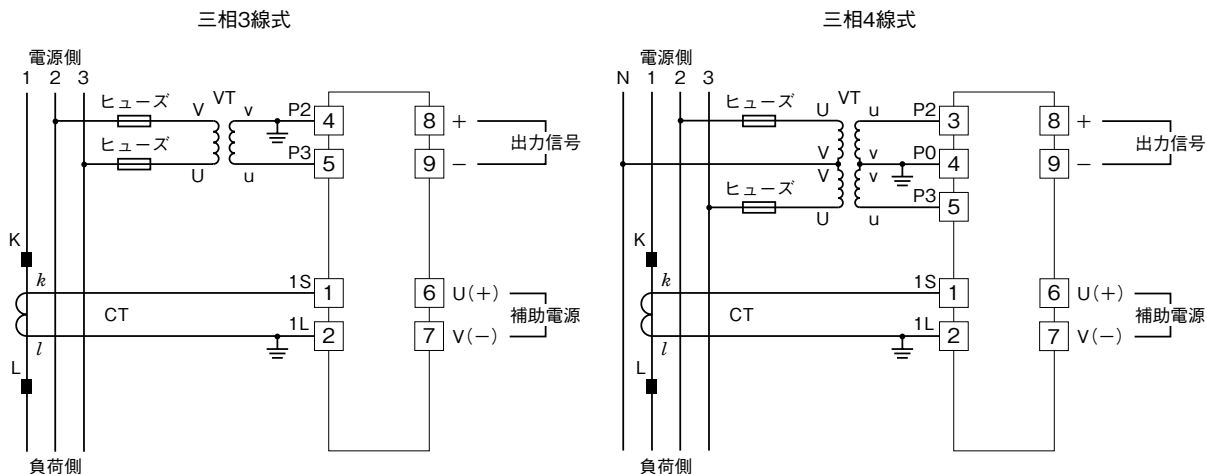 三相3線式
電源側
1 2 3
ヒューズ V VT v P2 4 8 +
出力信号
ヒューズ U u P3 5 9 −
K
k 1S 1 6 U(+)
CT 補助電源
l 1L 2 7 V(−)
L
負荷側
三相4線式
電源側
N 1 2 3
ヒューズ U VT u P2 3 8 +
出力信号
V v P0 4 9 −
V v
ヒューズ U u P3 5
K
k 1S 1 6 U(+)
CT 補助電源
l 1L 2 7 V(−)
L
負荷側